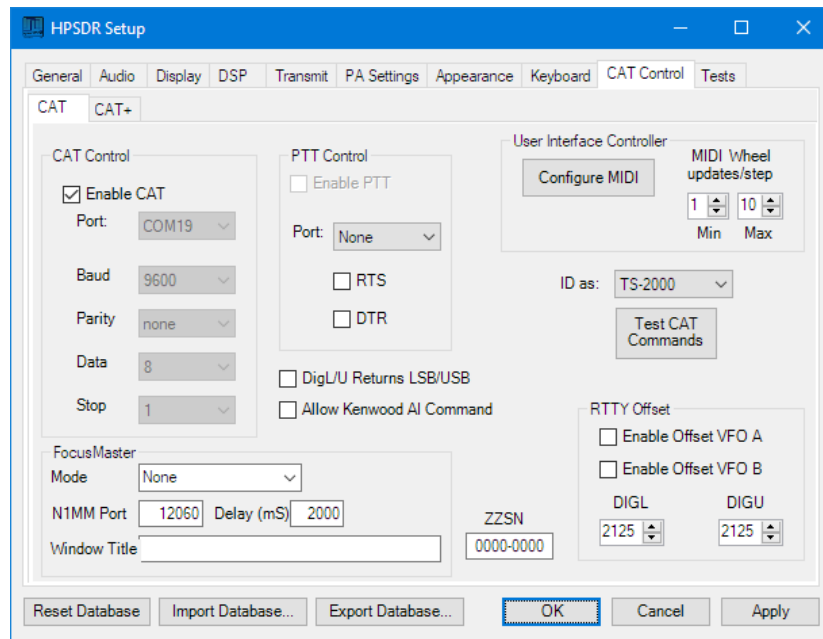 HPSDR Setup
General Audio Display DSP Transmit PA Settings Appearance Keyboard CAT Control Tests
CAT CAT+
CAT Control
Enable CAT
Port: COM19
Baud 9600
Parity none
Data 8
Stop 1
PTT Control
Enable PTT
Port: None
RTS
DTR
DigL/U Returns LSB/USB
Allow Kenwood AI Command
User Interface Controller
Configure MIDI
MIDI Wheel
updates/step
1 10
Min Max
ID as: TS-2000
Test CAT
Commands
RTTY Offset
Enable Offset VFO A
Enable Offset VFO B
DIGL DIGU
2125 2125
FocusMaster
Mode None
N1MM Port 12060 Delay (mS) 2000
Window Title
ZZSN
0000-0000
Reset Database Import Database... Export Database... OK Cancel Apply